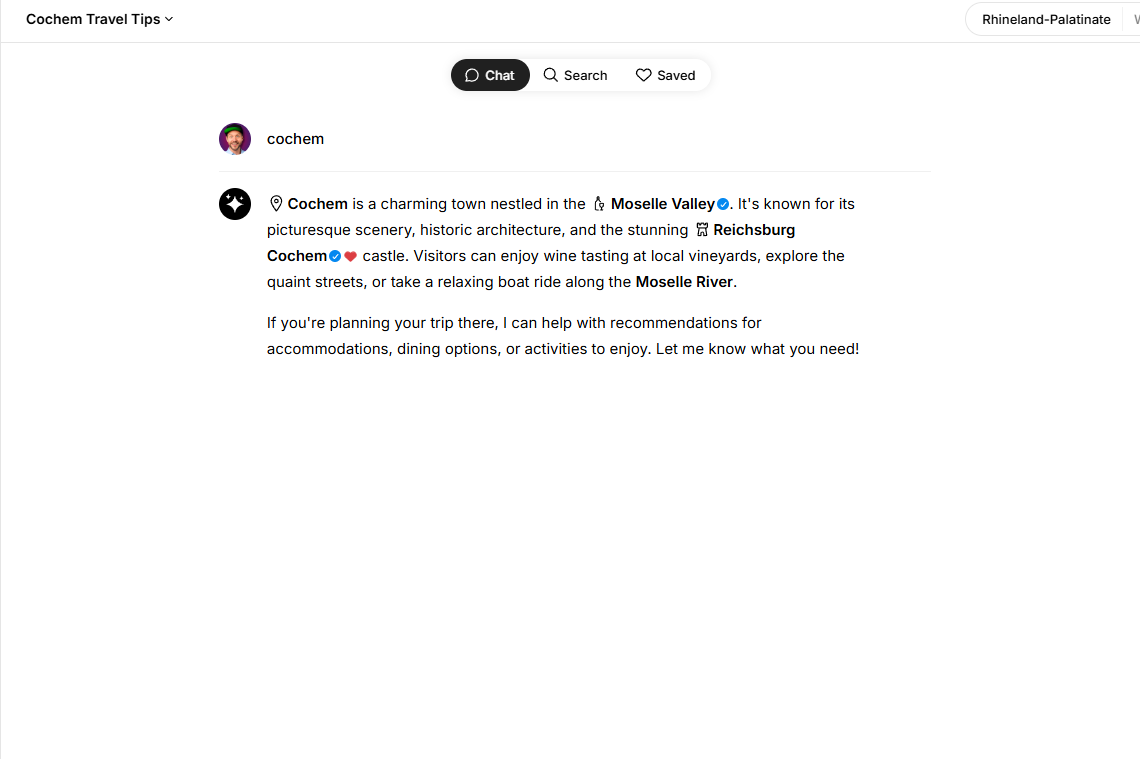 Cochem Travel Tips
Rhineland-Palatinate
W
Chat
Search
Saved
cochem
Cochem is a charming town nestled in the Moselle Valley. It's known for its
picturesque scenery, historic architecture, and the stunning Reichsburg
Cochem castle. Visitors can enjoy wine tasting at local vineyards, explore the
quaint streets, or take a relaxing boat ride along the Moselle River.
If you're planning your trip there, I can help with recommendations for
accommodations, dining options, or activities to enjoy. Let me know what you need!